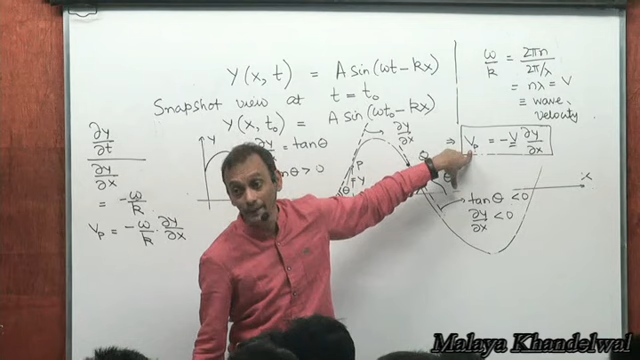 Y(x, t) = A sin(ωt - kx)
Snapshot view at t = t₀
Y(x, t₀) = A sin(ωt₀ - kx)
∂y/∂t
∂y/∂x
= -ω/k
Vp = -ω/k · ∂y/∂x
Y
= tanθ
θ > 0
θ
P
Y
∂y/∂x
θ
θ
x
tanθ < 0
∂y/∂x < 0
ω/k = 2πn
2π/λ
= nλ = V
≡ wave velocity
⇒ Vp = -V ∂y/∂x
Malaya Khandelwal